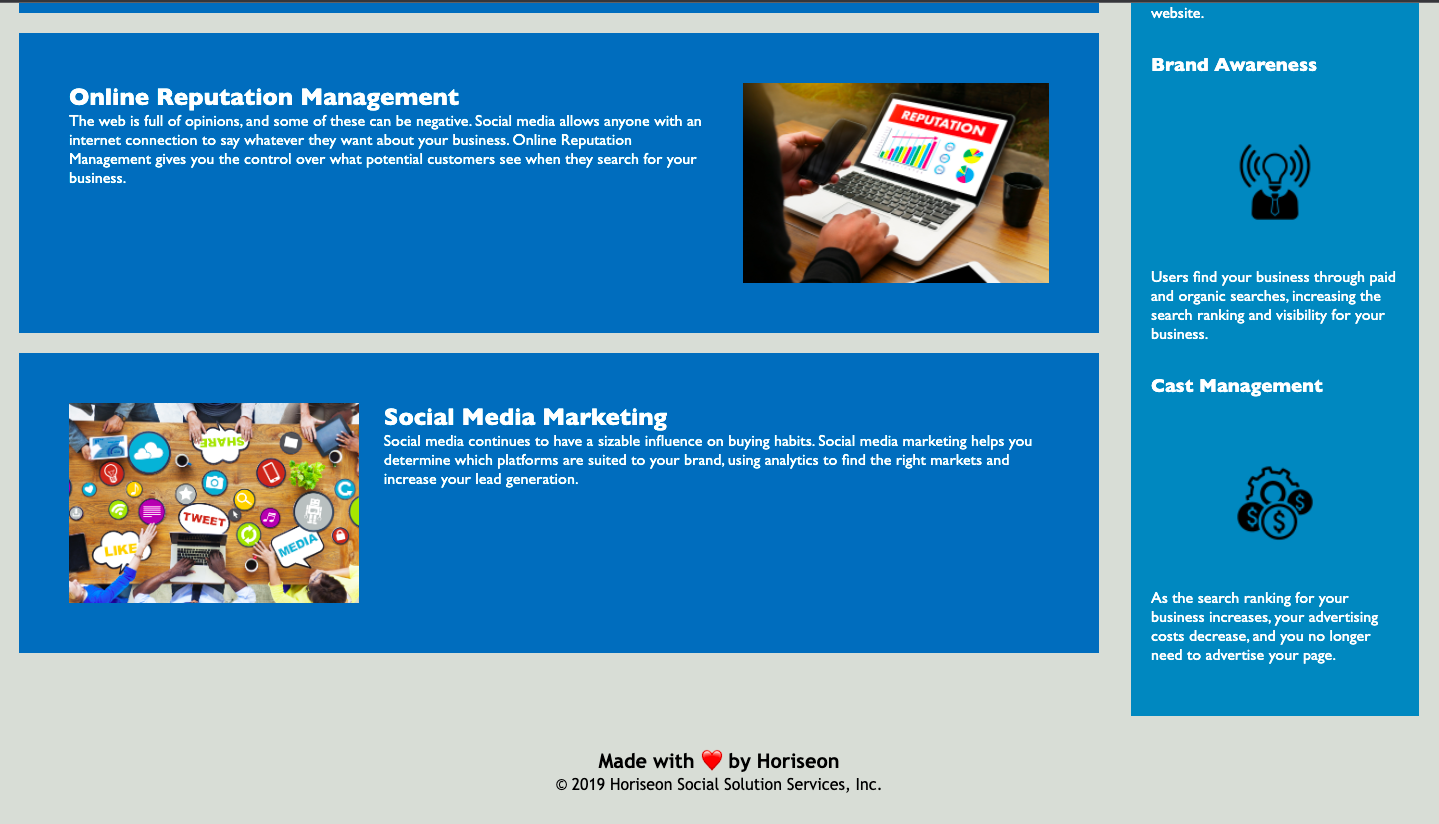 Online Reputation Management
The web is full of opinions, and some of these can be negative. Social media allows anyone with an
internet connection to say whatever they want about your business. Online Reputation
Management gives you the control over what potential customers see when they search for your
business.
REPUTATION
SHARE
TWEET
LIKE
MEDIA
Social Media Marketing
Social media continues to have a sizable influence on buying habits. Social media marketing helps you
determine which platforms are suited to your brand, using analytics to find the right markets and
increase your lead generation.
website.
Brand Awareness
Users find your business through paid
and organic searches, increasing the
search ranking and visibility for your
business.
Cast Management
$ $ $
As the search ranking for your
business increases, your advertising
costs decrease, and you no longer
need to advertise your page.
Made with ❤️ by Horiseon
© 2019 Horiseon Social Solution Services, Inc.